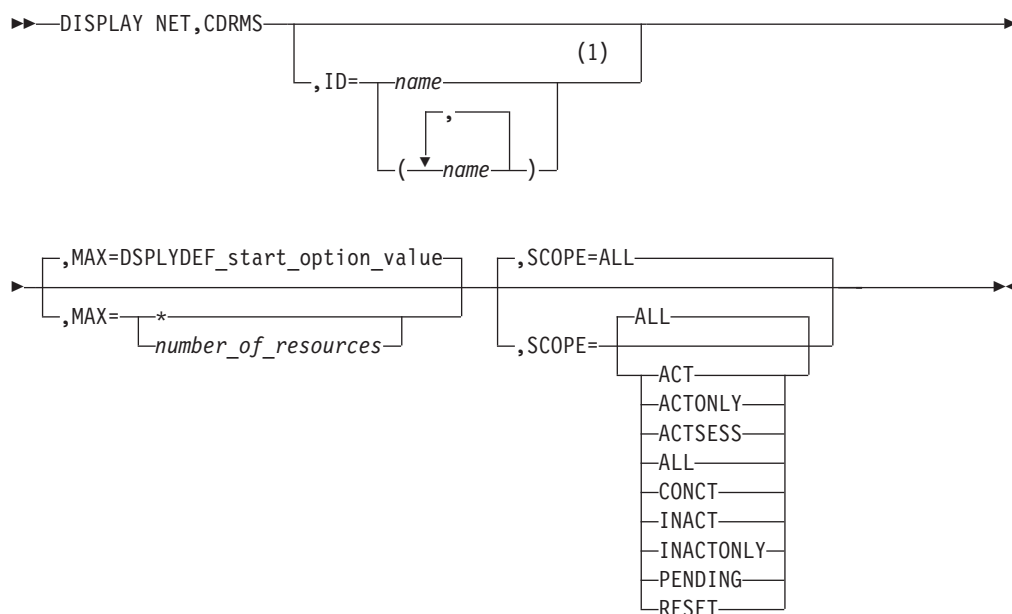 DISPLAY NET,CDRMS
(1)
,ID= name
,
( name )
,MAX=DSPLYDEF_start_option_value
,SCOPE=ALL
,MAX= *
number_of_resources
ALL
,SCOPE=
ACT
ACTONLY
ACTSESS
ALL
CONCT
INACT
INACTONLY
PENDING
RESET